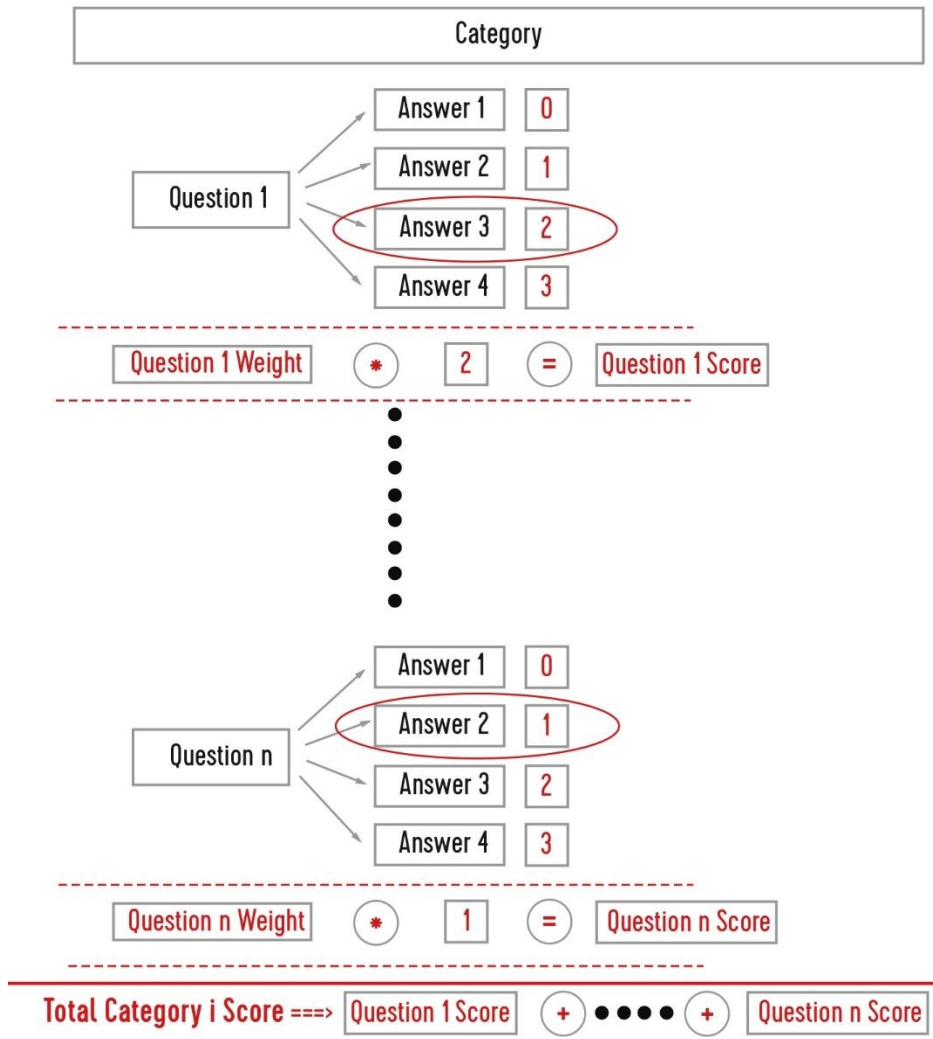 Category
Answer 1 0
Answer 2 1
Question 1
Answer 3 2
Answer 4 3
Question 1 Weight * 2 = Question 1 Score
Answer 1 0
Answer 2 1
Question n
Answer 3 2
Answer 4 3
Question n Weight * 1 = Question n Score
Total Category i Score ===> Question 1 Score + •••• + Question n Score